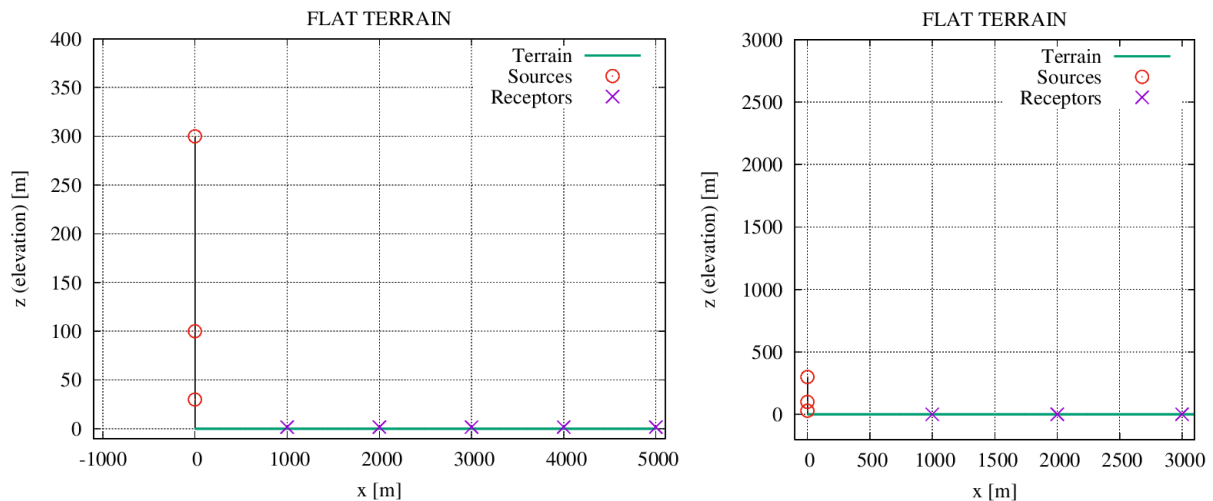 FLAT TERRAIN
400
350
300
250
200
150
100
50
0
z (elevation) [m]
Terrain
Sources
Receptors
-1000 0 1000 2000 3000 4000 5000
x [m]
FLAT TERRAIN
3000
2500
2000
1500
1000
500
0
z (elevation) [m]
Terrain
Sources
Receptors
0 500 1000 1500 2000 2500 3000
x [m]